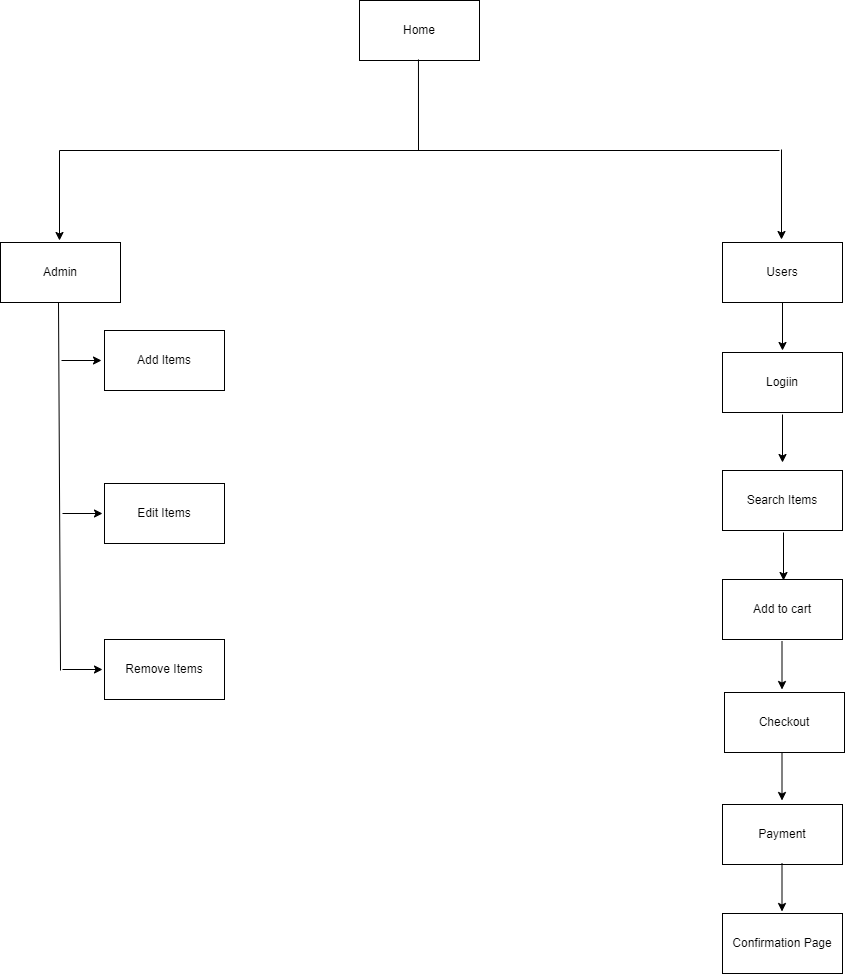 Home
Admin
Users
Add Items
Logiin
Edit Items
Search Items
Add to cart
Remove Items
Checkout
Payment
Confirmation Page